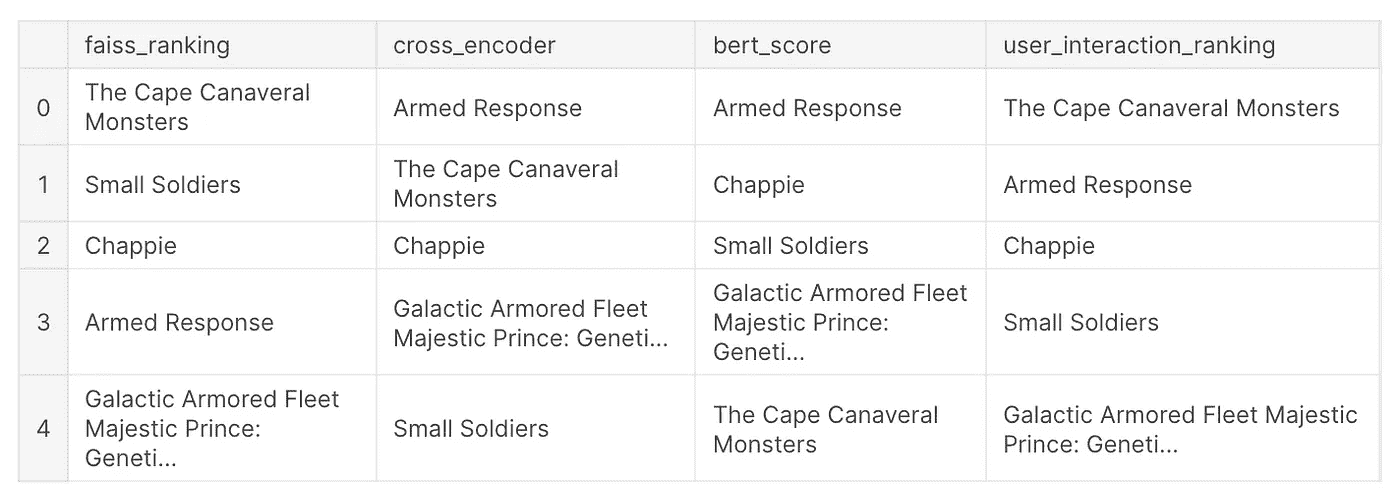 faiss_ranking cross_encoder bert_score user_interaction_ranking
0 The Cape Canaveral Monsters Armed Response Armed Response The Cape Canaveral Monsters
1 Small Soldiers The Cape Canaveral Monsters Chappie Armed Response
2 Chappie Chappie Small Soldiers Chappie
3 Armed Response Galactic Armored Fleet Majestic Prince: Geneti... Galactic Armored Fleet Majestic Prince: Geneti... Small Soldiers
4 Galactic Armored Fleet Majestic Prince: Geneti... Small Soldiers The Cape Canaveral Monsters Galactic Armored Fleet Majestic Prince: Geneti...